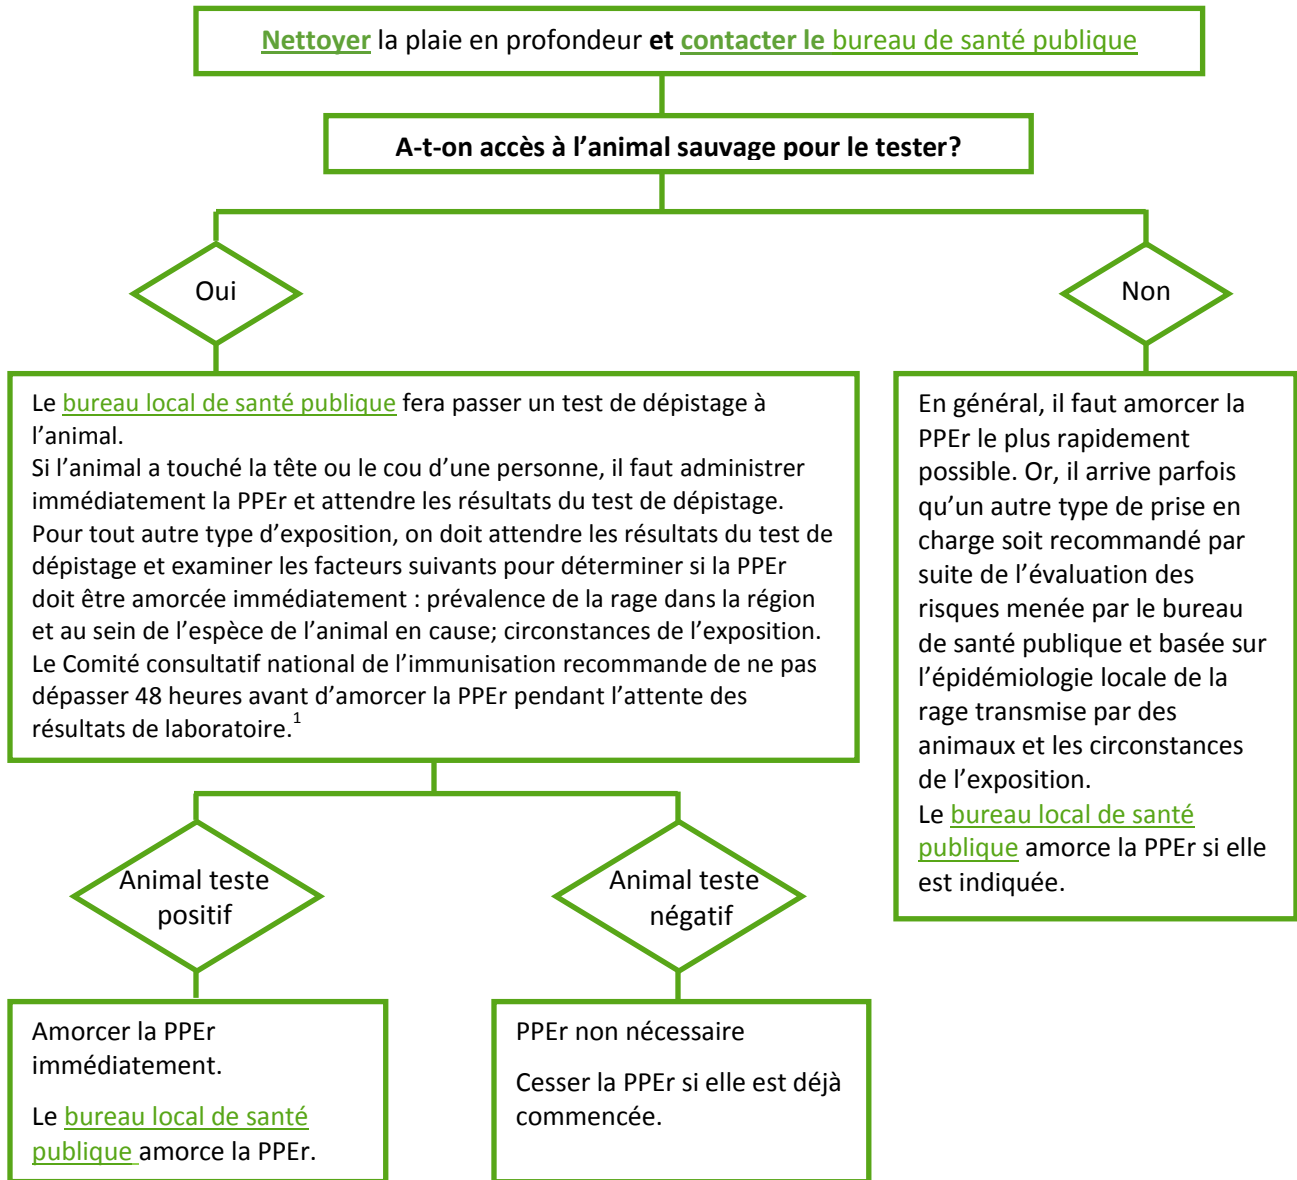 Nettoyer la plaie en profondeur et contacter le bureau de santé publique
A-t-on accès à l’animal sauvage pour le tester?
Oui
Non
Le bureau local de santé publique fera passer un test de dépistage à
l’animal.
Si l’animal a touché la tête ou le cou d’une personne, il faut administrer
immédiatement la PPEr et attendre les résultats du test de dépistage.
Pour tout autre type d’exposition, on doit attendre les résultats du test de
dépistage et examiner les facteurs suivants pour déterminer si la PPEr
doit être amorcée immédiatement : prévalence de la rage dans la région
et au sein de l’espèce de l’animal en cause; circonstances de l’exposition.
Le Comité consultatif national de l’immunisation recommande de ne pas
dépasser 48 heures avant d’amorcer la PPEr pendant l’attente des
résultats de laboratoire.1
En général, il faut amorcer la
PPEr le plus rapidement
possible. Or, il arrive parfois
qu’un autre type de prise en
charge soit recommandé par
suite de l’évaluation des
risques menée par le bureau
de santé publique et basée sur
l’épidémiologie locale de la
rage transmise par des
animaux et les circonstances
de l’exposition.
Le bureau local de santé
publique amorce la PPEr si elle
est indiquée.
Animal teste
positif
Animal teste
négatif
Amorcer la PPEr
immédiatement.
Le bureau local de santé
publique amorce la PPEr.
PPEr non nécessaire
Cesser la PPEr si elle est déjà
commencée.